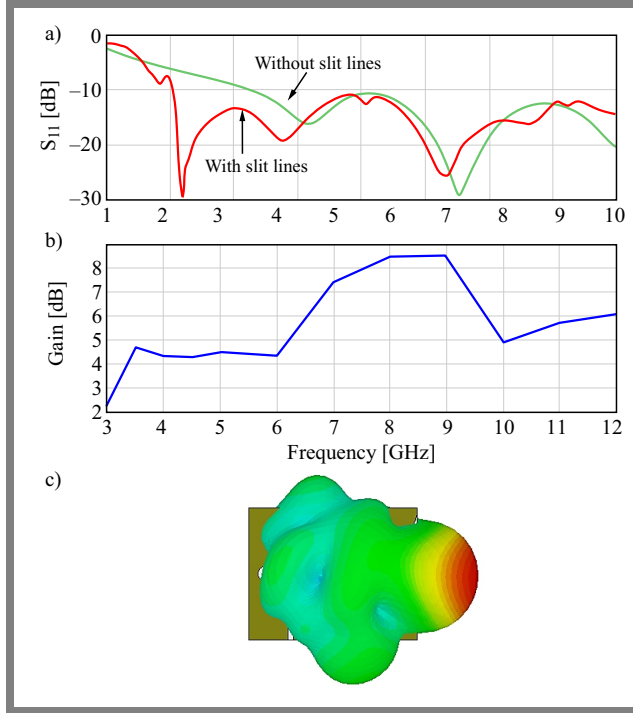 a)
0
−10
−20
−30
S11 [dB]
Without slit lines
With slit lines
1 2 3 4 5 6 7 8 9 10
b)
8
7
6
5
4
3
2
Gain [dB]
3 4 5 6 7 8 9 10 11 12
Frequency [GHz]
c)